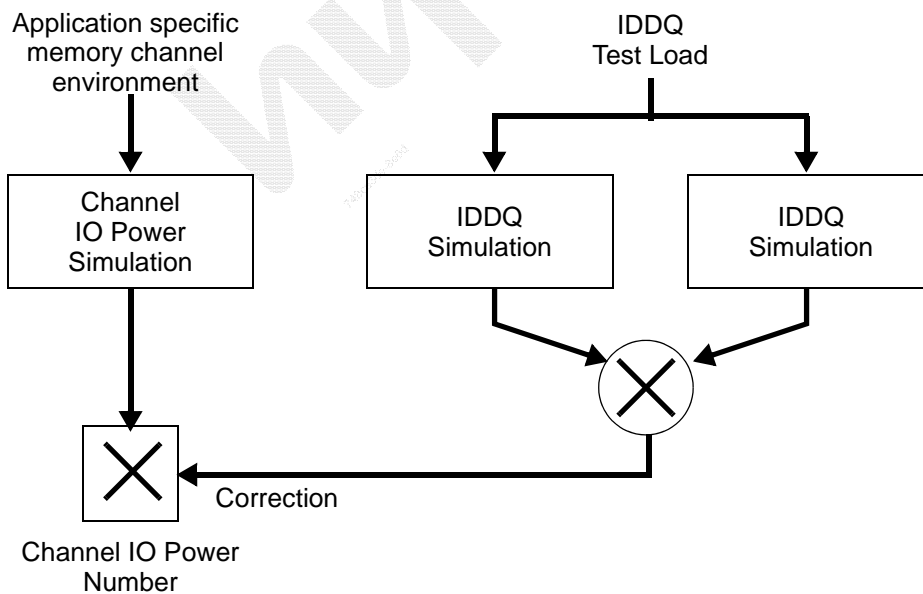 Application specific
memory channel
environment
IDDQ
Test Load
Channel
IO Power
Simulation
IDDQ
Simulation
IDDQ
Simulation
Correction
Channel IO Power
Number